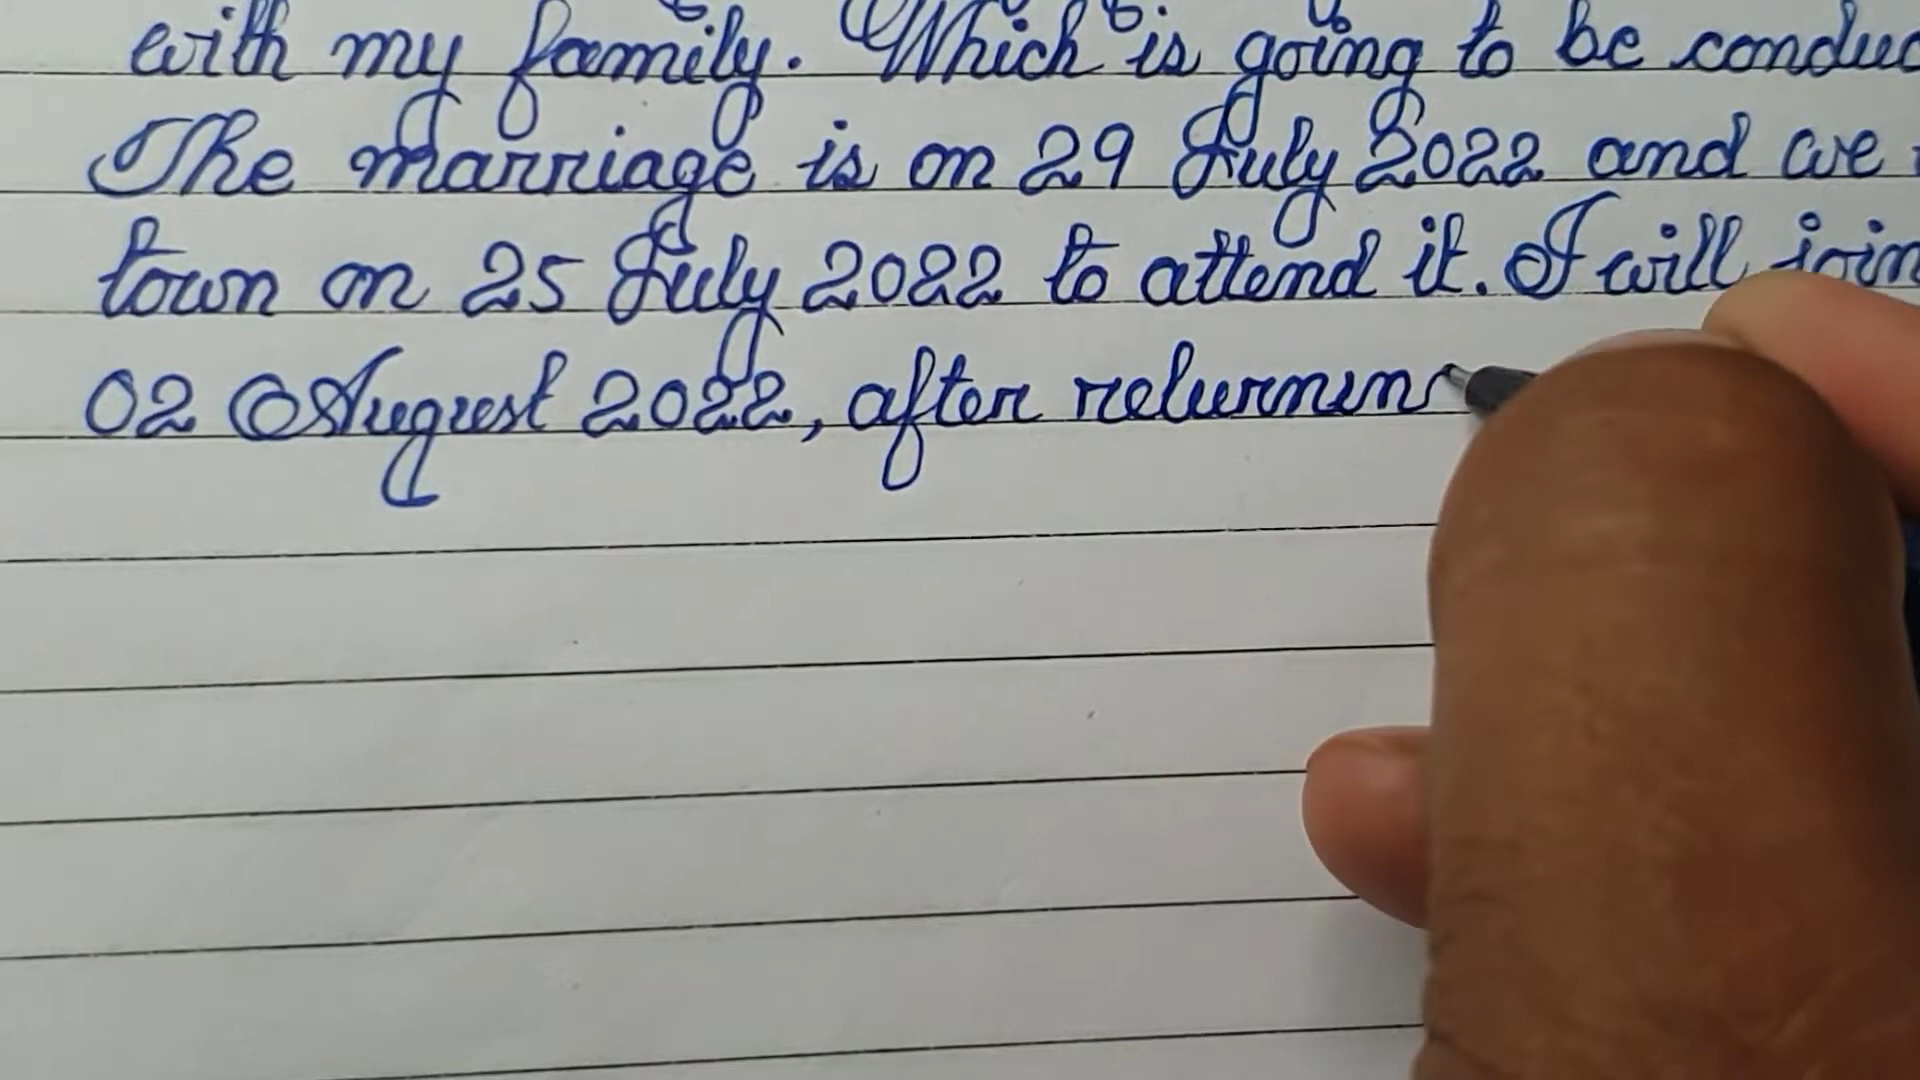 with my family. Which is going to be conduc
The marriage is on 29 July 2022 and we
town on 25 July 2022 to attend it. I will join
02 August 2022, after returnin